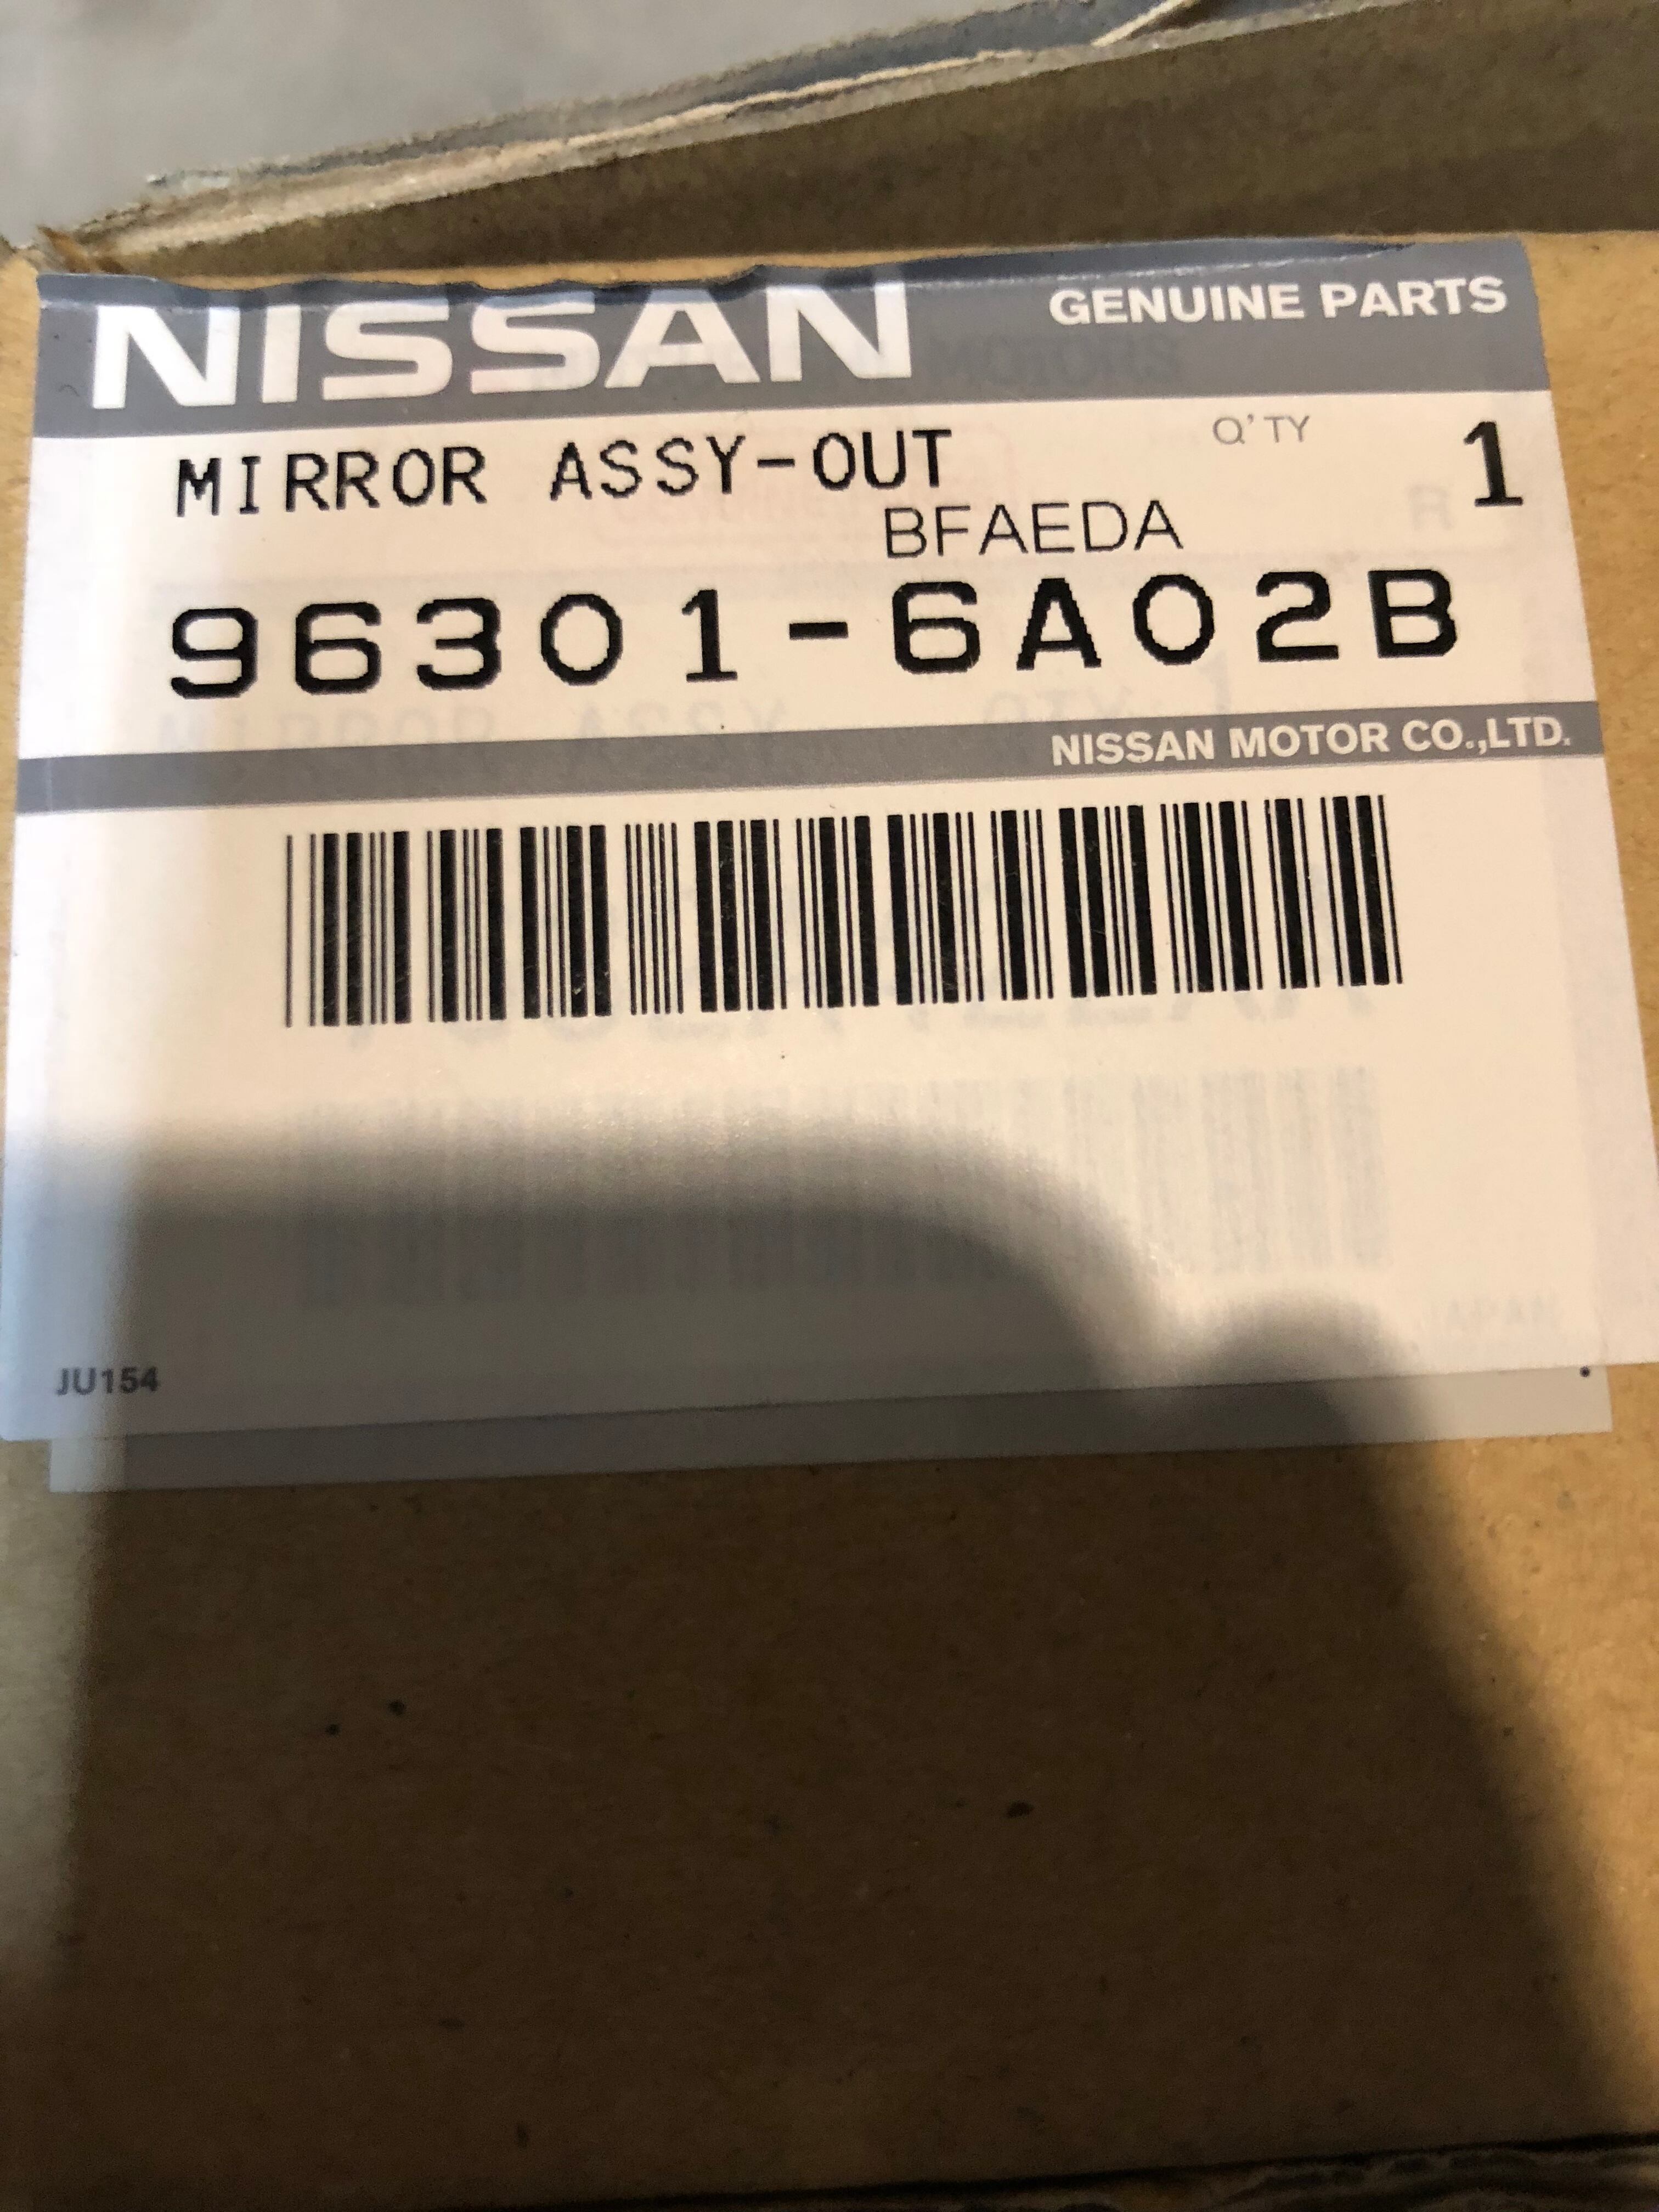 NISSAN GENUINE PARTS
MIRROR ASSY-OUT Q'TY 1
BFAEDA
96301-6A02B
NISSAN MOTOR CO.,LTD.
JU154